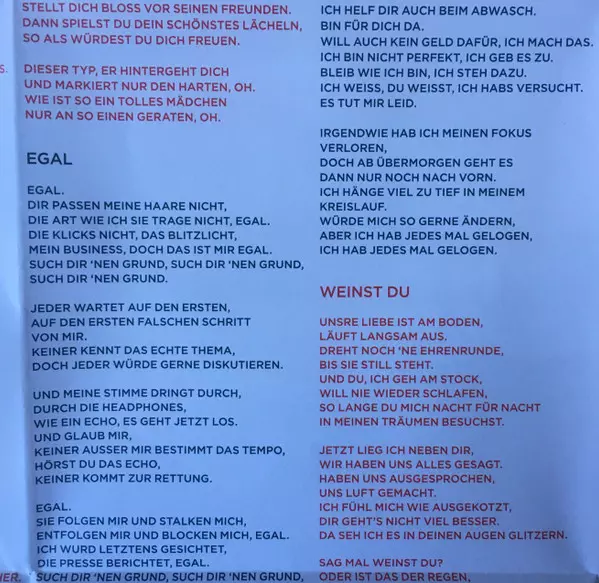 STELLT DICH BLOSS VOR SEINEN FREUNDEN.
DANN SPIELST DU DEIN SCHÖNSTES LÄCHELN,
SO ALS WÜRDEST DU DICH FREUEN.
DIESER TYP, ER HINTERGEHT DICH
UND MARKIERT NUR DEN HARTEN, OH.
WIE IST SO EIN TOLLES MÄDCHEN
NUR AN SO EINEN GERATEN, OH.
EGAL
EGAL.
DIR PASSEN MEINE HAARE NICHT,
DIE ART WIE ICH SIE TRAGE NICHT, EGAL.
DIE KLICKS NICHT, DAS BLITZLICHT,
MEIN BUSINESS, DOCH DAS IST MIR EGAL.
SUCH DIR 'NEN GRUND, SUCH DIR 'NEN GRUND,
SUCH DIR 'NEN GRUND.
JEDER WARTET AUF DEN ERSTEN,
AUF DEN ERSTEN FALSCHEN SCHRITT
VON MIR.
KEINER KENNT DAS ECHTE THEMA,
DOCH JEDER WÜRDE GERNE DISKUTIEREN.
UND MEINE STIMME DRINGT DURCH,
DURCH DIE HEADPHONES,
WIE EIN ECHO, ES GEHT JETZT LOS.
UND GLAUB MIR,
KEINER AUSSER MIR BESTIMMT DAS TEMPO,
HÖRST DU DAS ECHO,
KEINER KOMMT ZUR RETTUNG.
EGAL.
SIE FOLGEN MIR UND STALKEN MICH,
ENTFOLGEN MIR UND BLOCKEN MICH, EGAL.
ICH WURD LETZTENS GESICHTET,
DIE PRESSE BERICHTET, EGAL.
SUCH DIR 'NEN GRUND, SUCH DIR 'NEN GRUND,
ICH HELF DIR AUCH BEIM ABWASCH.
BIN FÜR DICH DA.
WILL AUCH KEIN GELD DAFÜR, ICH MACH DAS.
ICH BIN NICHT PERFEKT, ICH GEB ES ZU.
BLEIB WIE ICH BIN, ICH STEH DAZU.
ICH WEISS, DU WEISST, ICH HABS VERSUCHT.
ES TUT MIR LEID.
IRGENDWIE HAB ICH MEINEN FOKUS
VERLOREN,
DOCH AB ÜBERMORGEN GEHT ES
DANN NUR NOCH NACH VORN.
ICH HÄNGE VIEL ZU TIEF IN MEINEM
KREISLAUF.
WÜRDE MICH SO GERNE ÄNDERN,
ABER ICH HAB JEDES MAL GELOGEN,
ICH HAB JEDES MAL GELOGEN.
WEINST DU
UNSRE LIEBE IST AM BODEN,
LÄUFT LANGSAM AUS.
DREHT NOCH 'NE EHRENRUNDE,
BIS SIE STILL STEHT.
UND DU, ICH GEH AM STOCK,
WILL NIE WIEDER SCHLAFEN,
SO LANGE DU MICH NACHT FÜR NACHT
IN MEINEN TRÄUMEN BESUCHST.
JETZT LIEG ICH NEBEN DIR,
WIR HABEN UNS ALLES GESAGT.
HABEN UNS AUSGESPROCHEN,
UNS LUFT GEMACHT.
ICH FÜHL MICH WIE AUSGEKOTZT,
DIR GEHT'S NICHT VIEL BESSER.
DA SEH ICH ES IN DEINEN AUGEN GLITZERN.
SAG MAL WEINST DU?
ODER IST DAS DER REGEN,